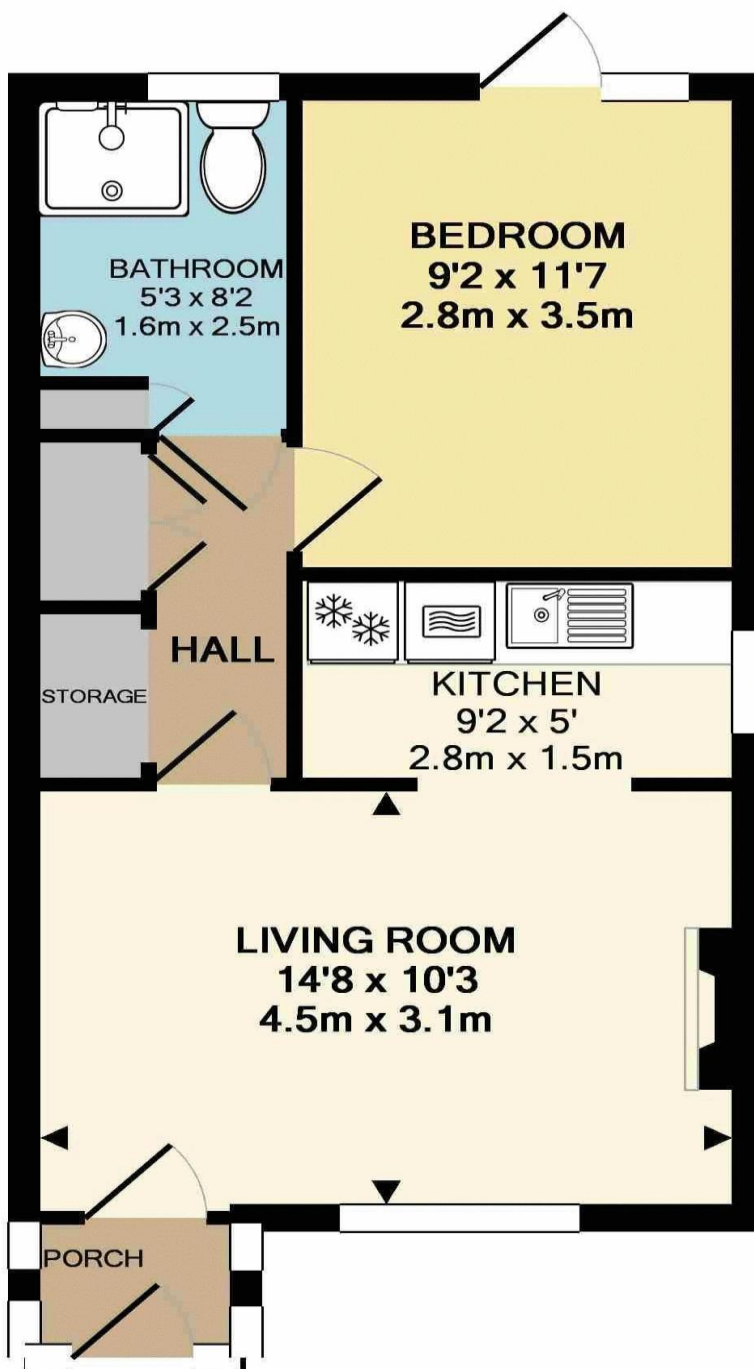 BEDROOM
9'2 x 11'7
2.8m x 3.5m
BATHROOM
5'3 x 8'2
1.6m x 2.5m
HALL
STORAGE
KITCHEN
9'2 x 5'
2.8m x 1.5m
LIVING ROOM
14'8 x 10'3
4.5m x 3.1m
PORCH